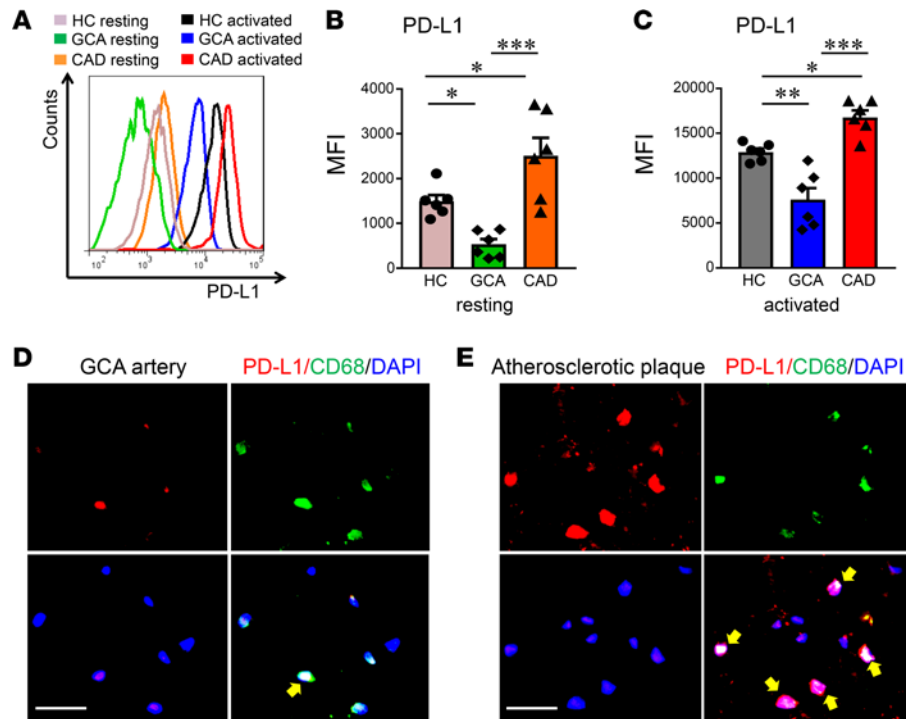 A
HC resting HC activated
GCA resting GCA activated
CAD resting CAD activated
Counts
10² 10³ 10⁴ 10⁵
PD-L1
B PD-L1
***
*
*
MFI
4000
3000
2000
1000
0
HC GCA CAD
resting
C PD-L1
***
*
**
MFI
20000
15000
10000
5000
0
HC GCA CAD
activated
D GCA artery PD-L1/CD68/DAPI
E Atherosclerotic plaque PD-L1/CD68/DAPI